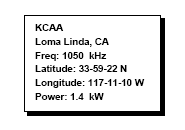 KCAA
Loma Linda, CA
Freq: 1050 kHz
Latitude: 33-59-22 N
Longitude: 117-11-10 W
Power: 1.4 kW